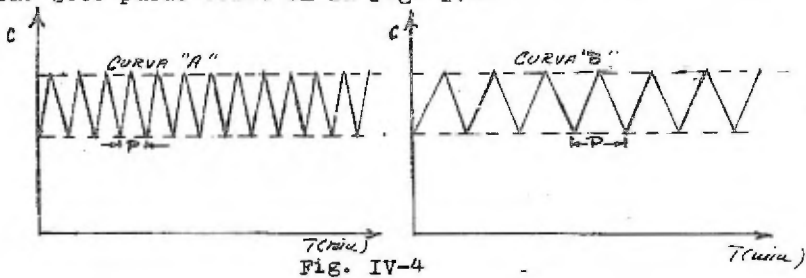 C
CURVA "A"
P
T(min)
C
CURVA "B"
P
T(min)
Fig. IV-4